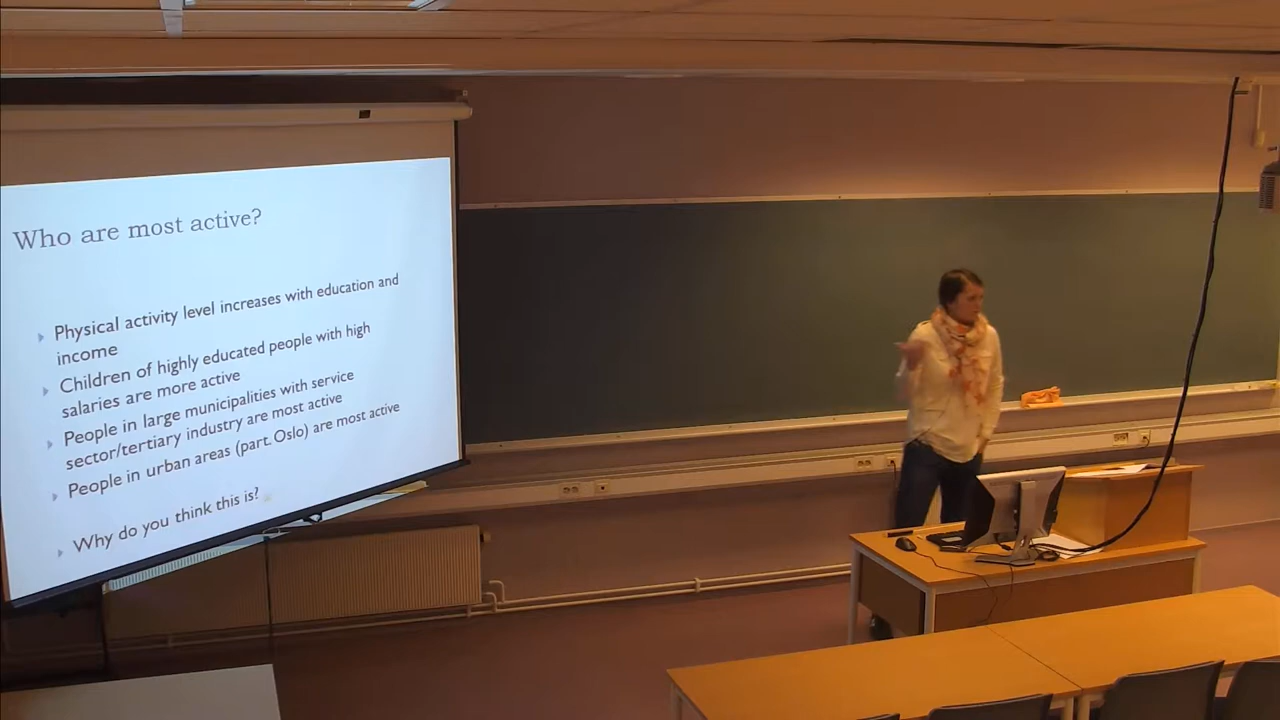 Who are most active?
Physical activity level increases with education and
income
Children of highly educated people with high
salaries are more active
People in large municipalities with service
sector/tertiary industry are most active
People in urban areas (part. Oslo) are most active
Why do you think this is?